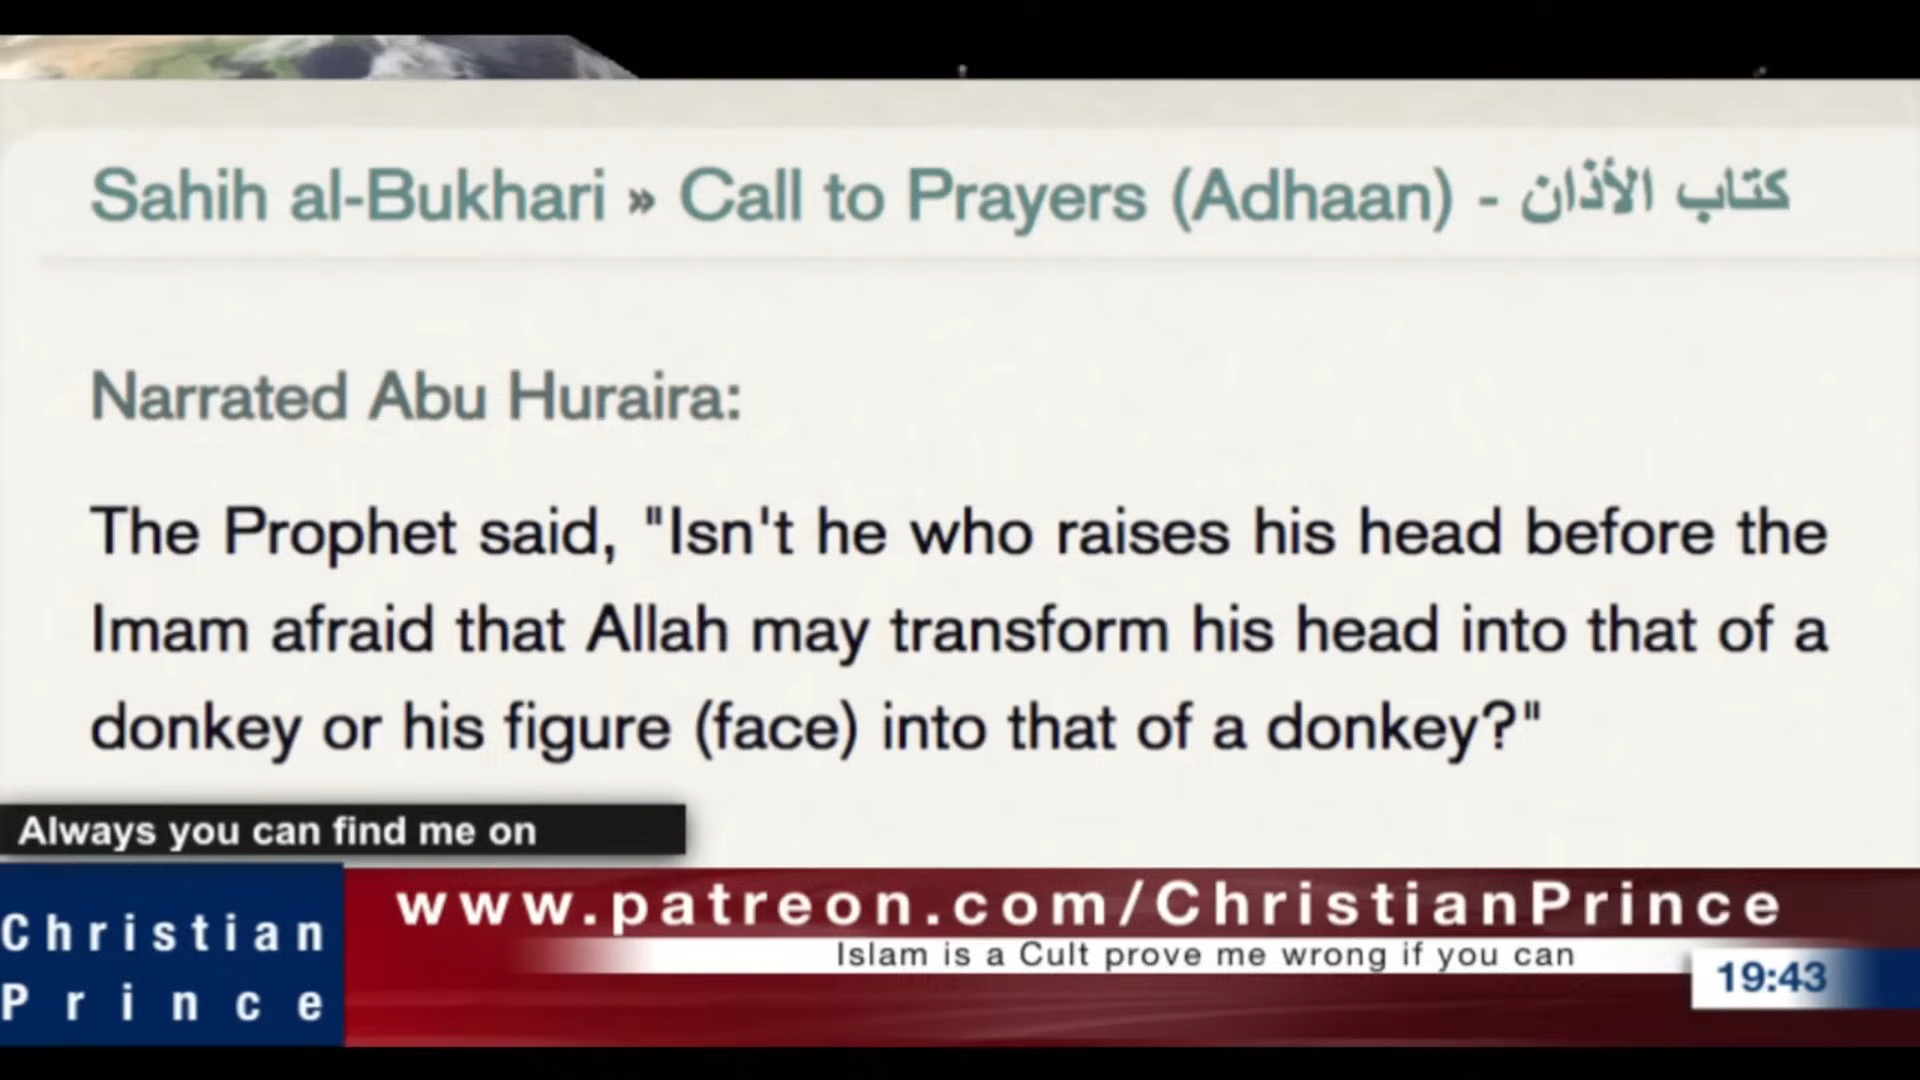 Sahih al-Bukhari » Call to Prayers (Adhaan) - كتاب الأذان
Narrated Abu Huraira:
The Prophet said, "Isn't he who raises his head before the
Imam afraid that Allah may transform his head into that of a
donkey or his figure (face) into that of a donkey?"
Always you can find me on
www.patreon.com/ChristianPrince
Islam is a Cult prove me wrong if you can
Christian
Prince
19:43